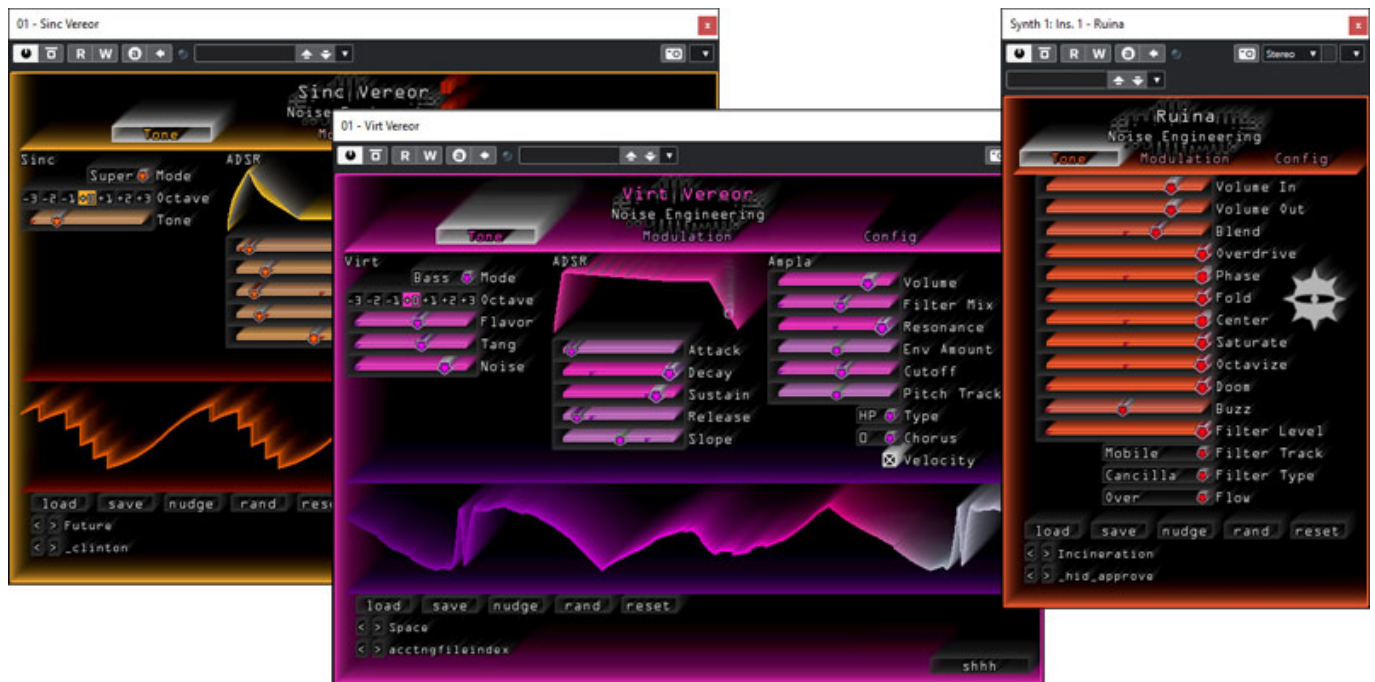 01 - Sinc Vereor
R W
Sinc Vereor
Tone
Sinc
ADSR
Super Mode
-3 -2 -1 +0 +1 +2 +3 Octave
Tone
load save nudge rand
< > Future
< > _clinton
01 - Virt Vereor
R W
Virt Vereor
Noise Engineering
Tone Modulation Config
Virt
Bass Mode
-3 -2 -1 +0 +1 +2 +3 Octave
Flavor
Tang
Noise
ADSR
Attack
Decay
Sustain
Release
Slope
Ampla
Volume
Filter Mix
Resonance
Env Amount
Cutoff
Pitch Track
HP Type
0 Chorus
Velocity
load save nudge rand reset
< > Space
< > acctngfileindex
shhh
Synth 1: Ins. 1 - Ruina
R W Stereo
Ruina
Noise Engineering
Tone Modulation Config
Volume In
Volume Out
Blend
Overdrive
Phase
Fold
Center
Saturate
Octavize
Doom
Buzz
Filter Level
Mobile Filter Track
Cancilla Filter Type
Over Flow
load save nudge rand reset
< > Incineration
< > _hid_approve